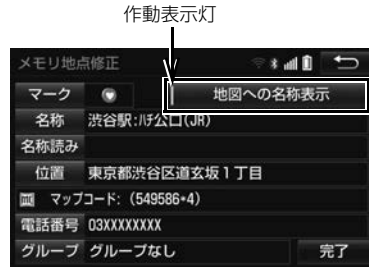 作動表示灯
メモリ地点修正
マーク 地図への名称表示
名称 渋谷駅:ハチ公口(JR)
名称読み
位置 東京都渋谷区道玄坂1丁目
マップコード:(549586*4)
電話番号 03XXXXXXXX
グループ グループなし 完了